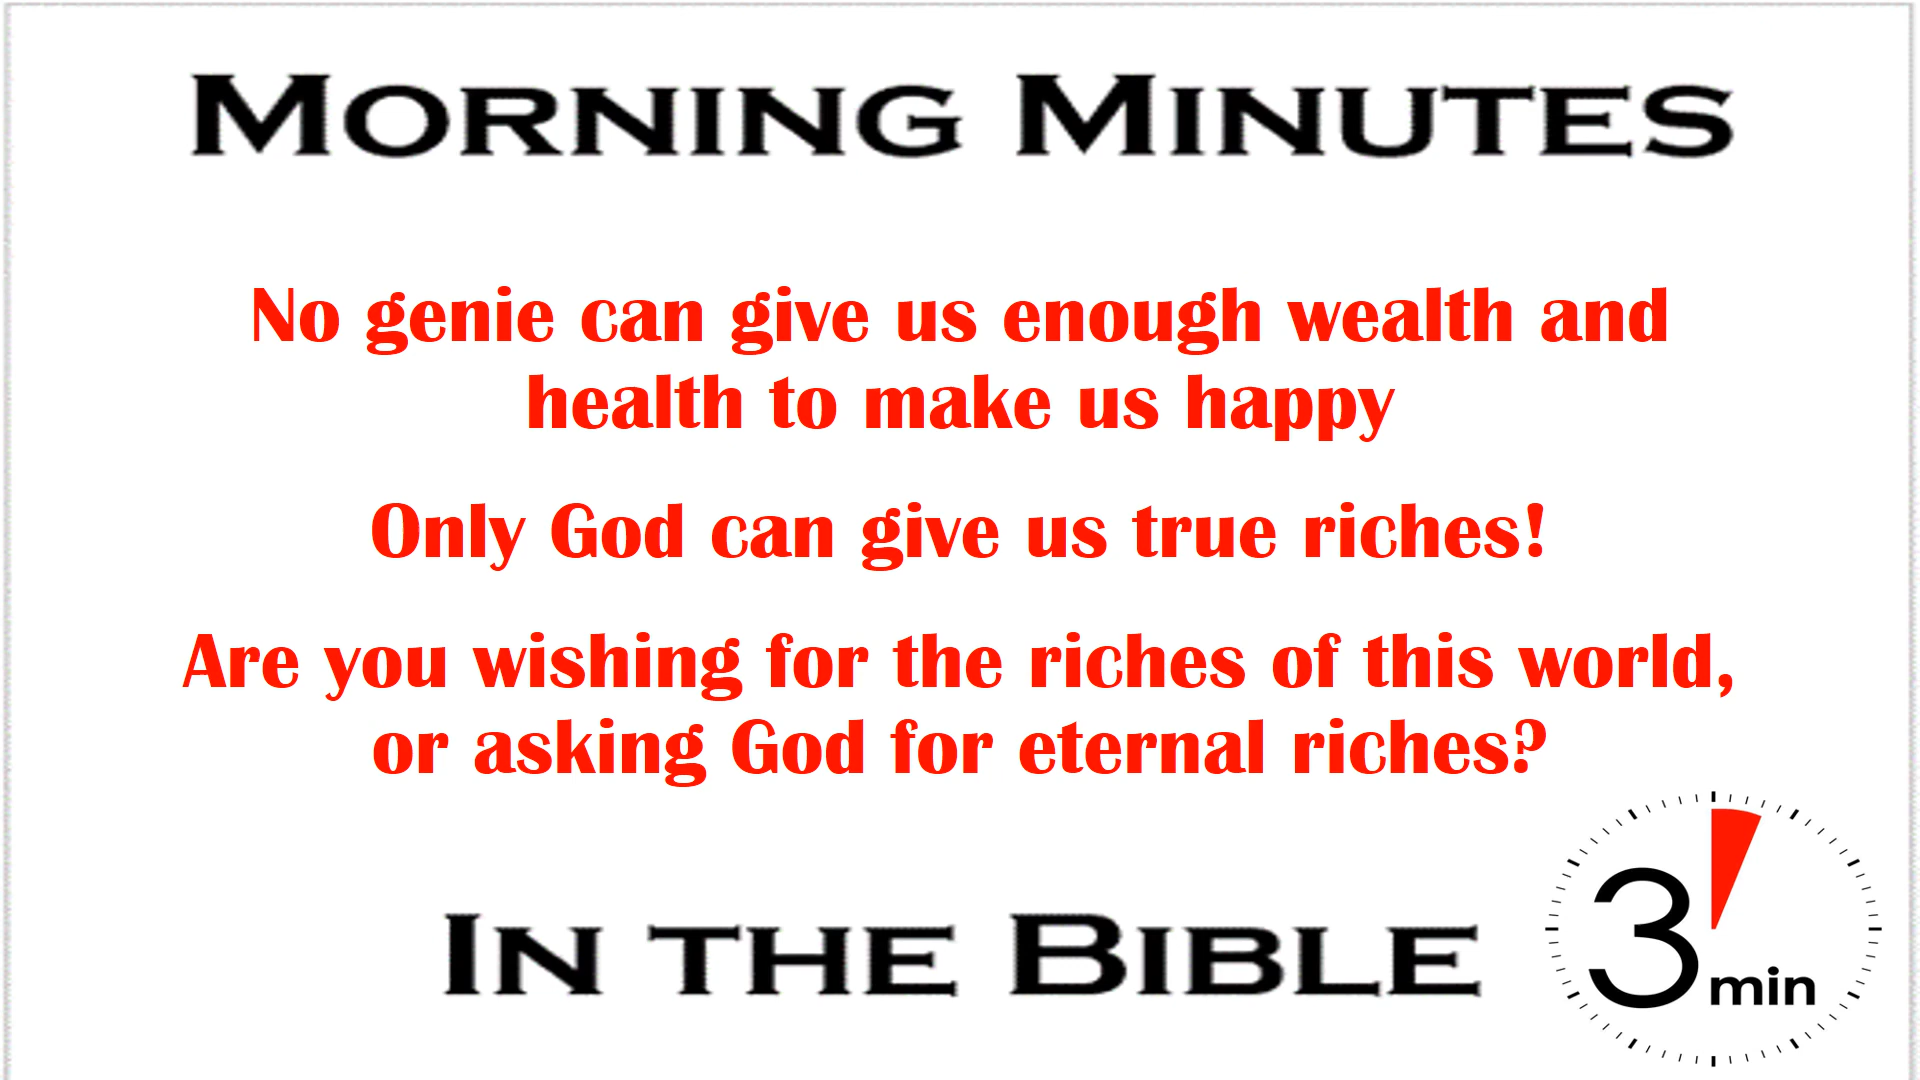 Morning Minutes
No genie can give us enough wealth and
health to make us happy
Only God can give us true riches!
Are you wishing for the riches of this world,
or asking God for eternal riches?
In the Bible
3 min